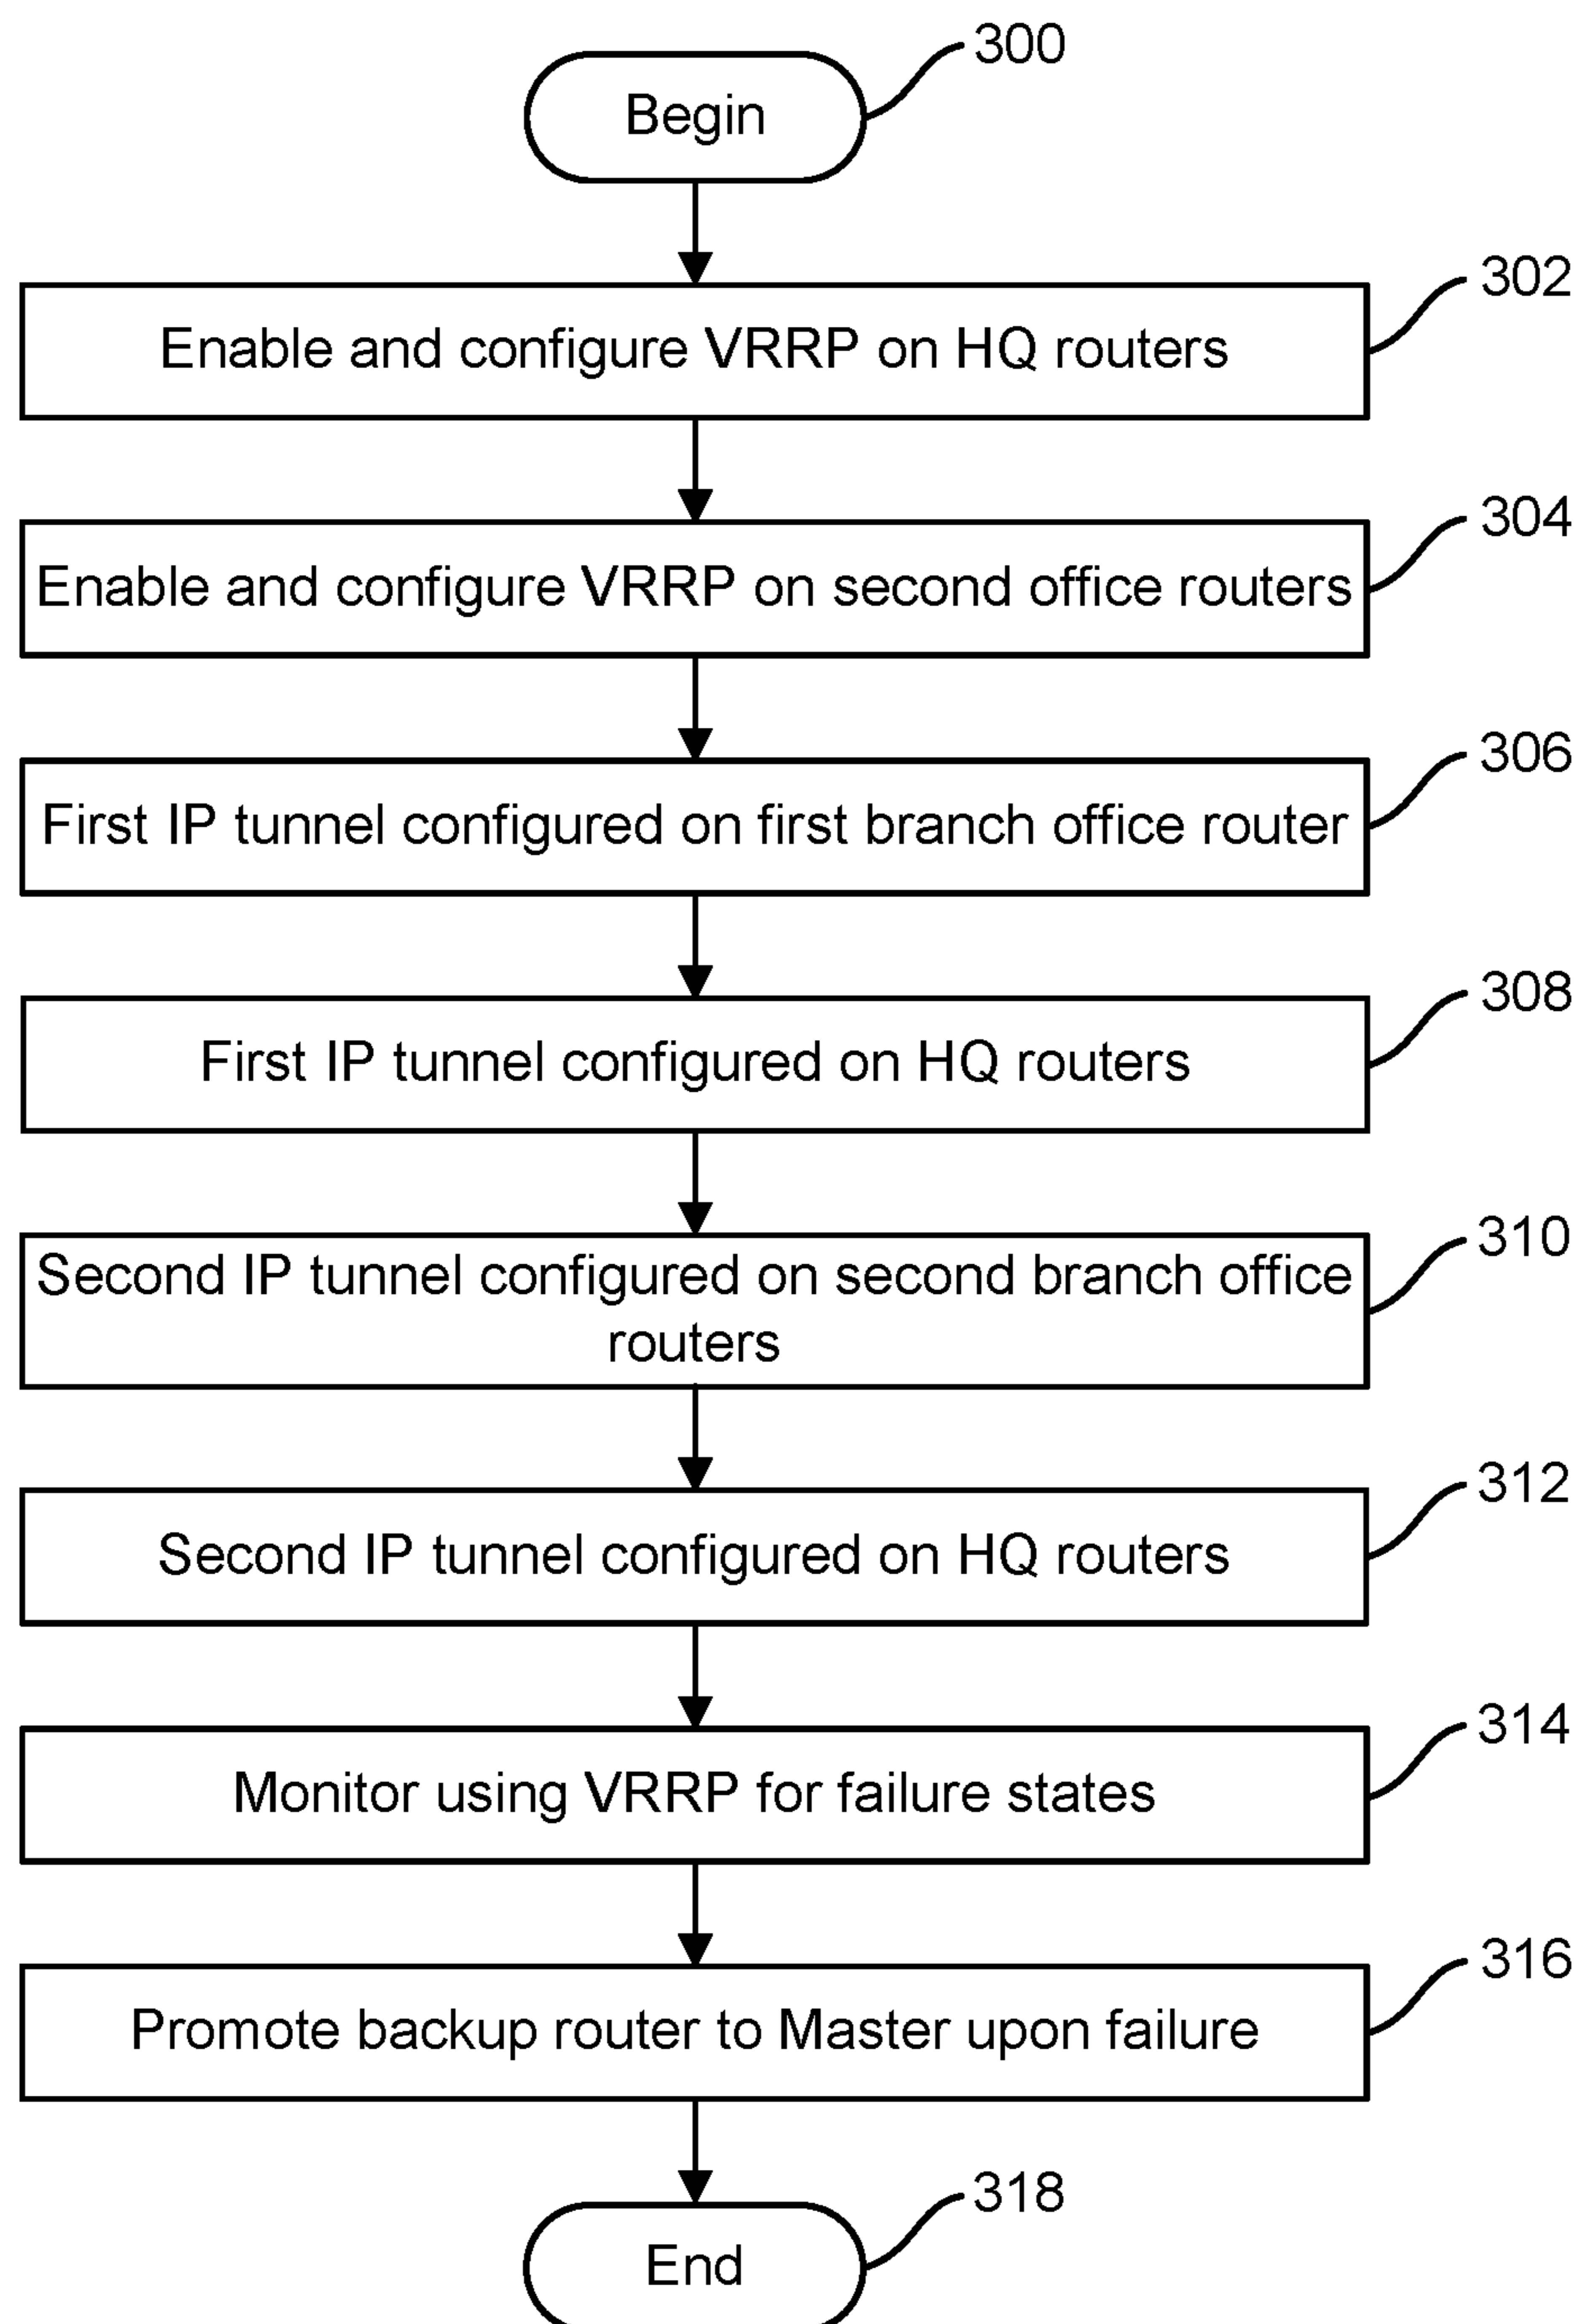 300
Begin
302
Enable and configure VRRP on HQ routers
304
Enable and configure VRRP on second office routers
306
First IP tunnel configured on first branch office router
308
First IP tunnel configured on HQ routers
310
Second IP tunnel configured on second branch office
routers
312
Second IP tunnel configured on HQ routers
314
Monitor using VRRP for failure states
316
Promote backup router to Master upon failure
318
End